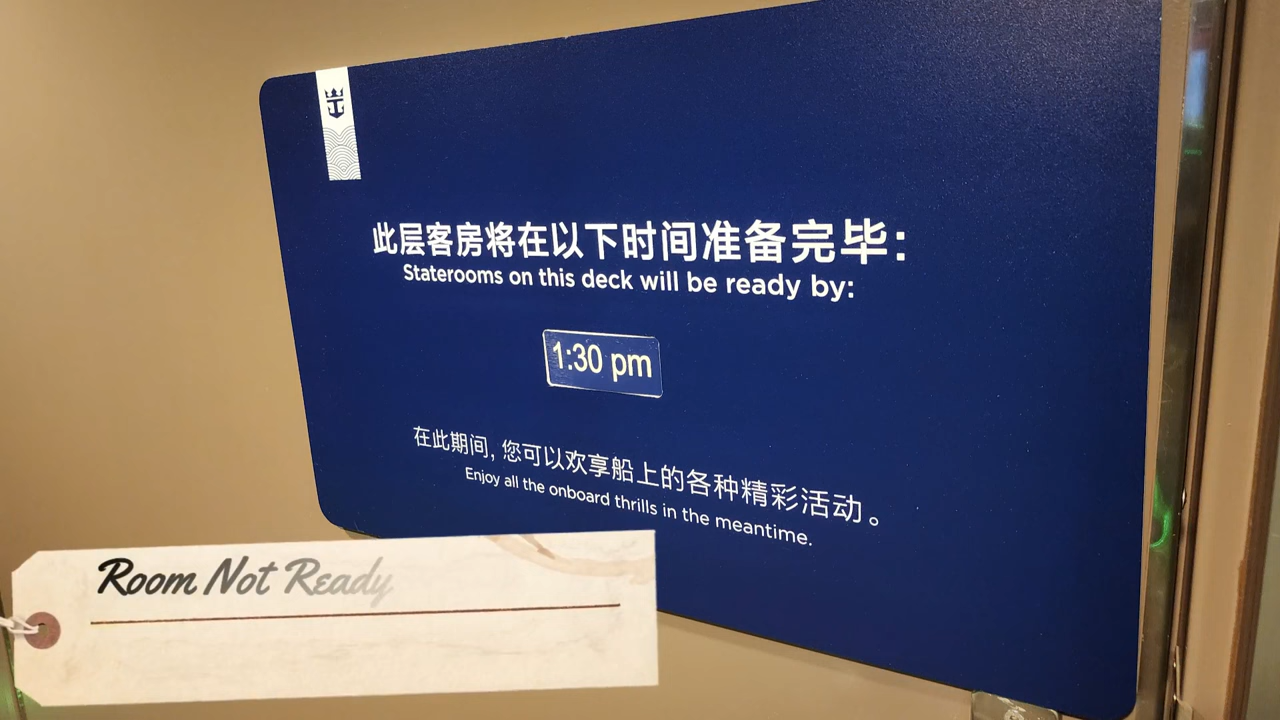 此层客房将在以下时间准备完毕:
Staterooms on this deck will be ready by:
1:30 pm
在此期间, 您可以欢享船上的各种精彩活动。
Enjoy all the onboard thrills in the meantime.
Room Not Ready